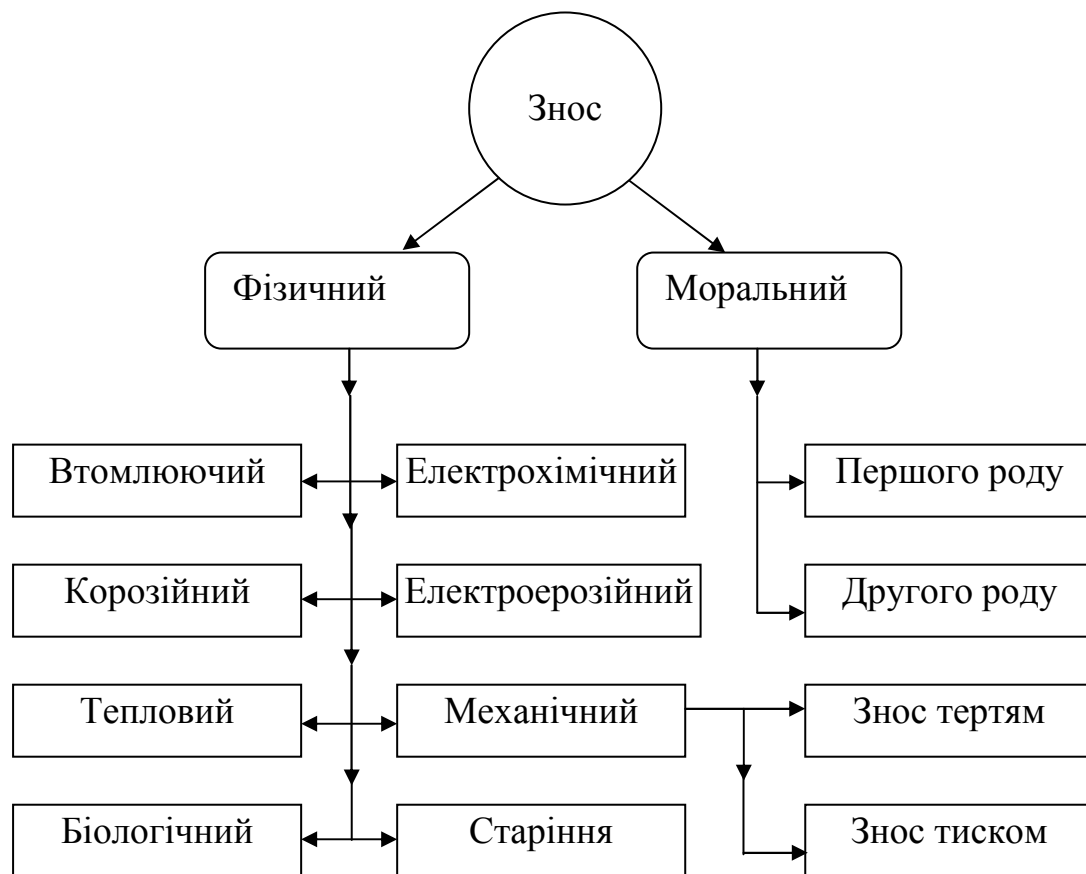 Знос
Фізичний
Моральний
Втомлюючий
Електрохімічний
Першого роду
Корозійний
Електроерозійний
Другого роду
Тепловий
Механічний
Знос тертям
Біологічний
Старіння
Знос тиском